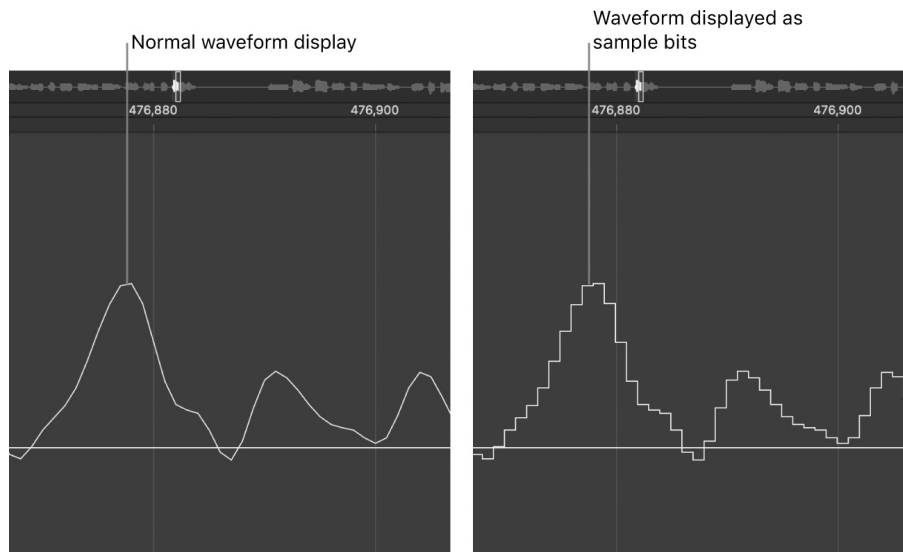 Normal waveform display
476,880
476,900
Waveform displayed as
sample bits
476,880
476,900